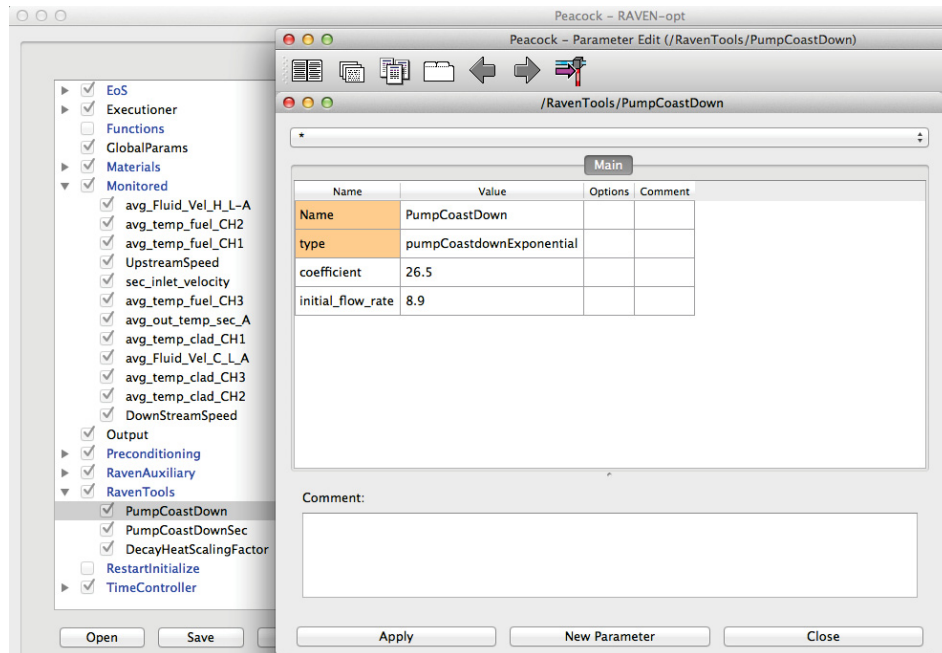 Peacock – RAVEN-opt
Peacock – Parameter Edit (/RavenTools/PumpCoastDown)
/RavenTools/PumpCoastDown
*
Main
Name Value Options Comment
Name PumpCoastDown
type pumpCoastdownExponential
coefficient 26.5
initial_flow_rate 8.9
Comment:
Apply New Parameter Close
EoS
Executioner
Functions
GlobalParams
Materials
Monitored
avg_Fluid_Vel_H_L-A
avg_temp_fuel_CH2
avg_temp_fuel_CH1
UpstreamSpeed
sec_inlet_velocity
avg_temp_fuel_CH3
avg_out_temp_sec_A
avg_temp_clad_CH1
avg_Fluid_Vel_C_L_A
avg_temp_clad_CH3
avg_temp_clad_CH2
DownStreamSpeed
Output
Preconditioning
RavenAuxiliary
RavenTools
PumpCoastDown
PumpCoastDownSec
DecayHeatScalingFactor
RestartInitialize
TimeController
Open Save